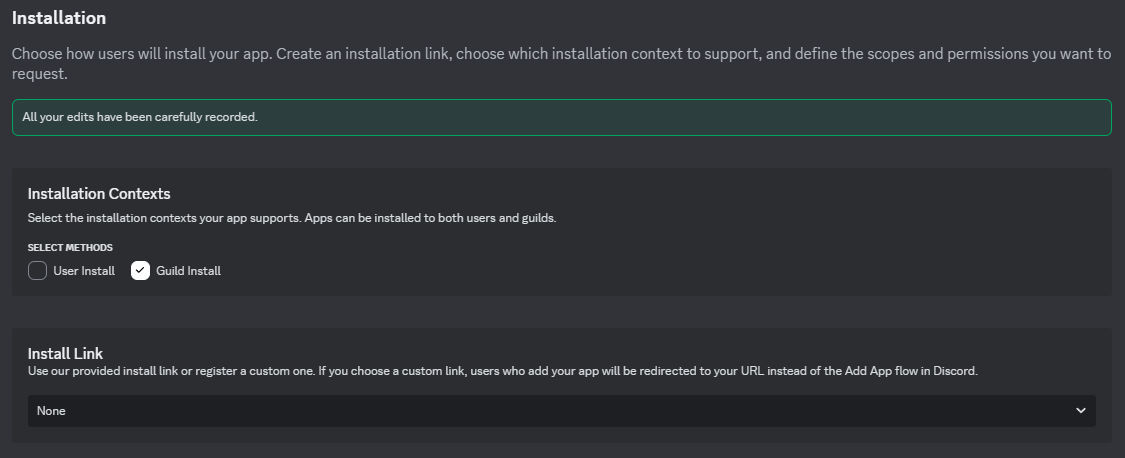 Installation
Choose how users will install your app. Create an installation link, choose which installation context to support, and define the scopes and permissions you want to
request.
All your edits have been carefully recorded.
Installation Contexts
Select the installation contexts your app supports. Apps can be installed to both users and guilds.
SELECT METHODS
User Install Guild Install
Install Link
Use our provided install link or register a custom one. If you choose a custom link, users who add your app will be redirected to your URL instead of the Add App flow in Discord.
None